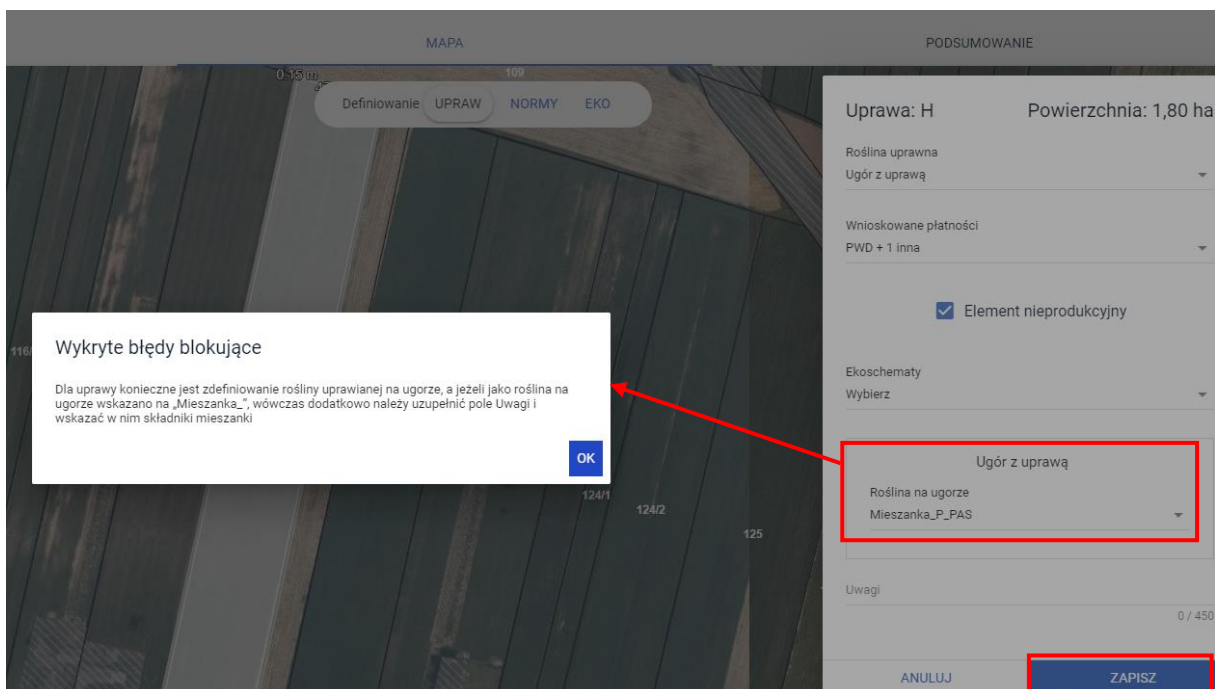 MAPA
PODSUMOWANIE
0.15 m
109
Definiowanie UPRAW NORMY EKO
Uprawa: H Powierzchnia: 1,80 ha
Roślina uprawna
Ugór z uprawą
Wnioskowane płatności
PWD + 1 inna
Element nieprodukcyjny
Wykryte błędy blokujące
116/
Dla uprawy konieczne jest zdefiniowanie rośliny uprawianej na ugorze, a jeżeli jako roślina na
ugorze wskazano na „Mieszanka_”, wówczas dodatkowo należy uzupełnić pole Uwagi i
wskazać w nim składniki mieszanki
OK
Ekoschematy
Wybierz
Ugór z uprawą
Roślina na ugorze
Mieszanka_P_PAS
124/1
124/2
125
Uwagi
0 / 450
ANULUJ
ZAPISZ